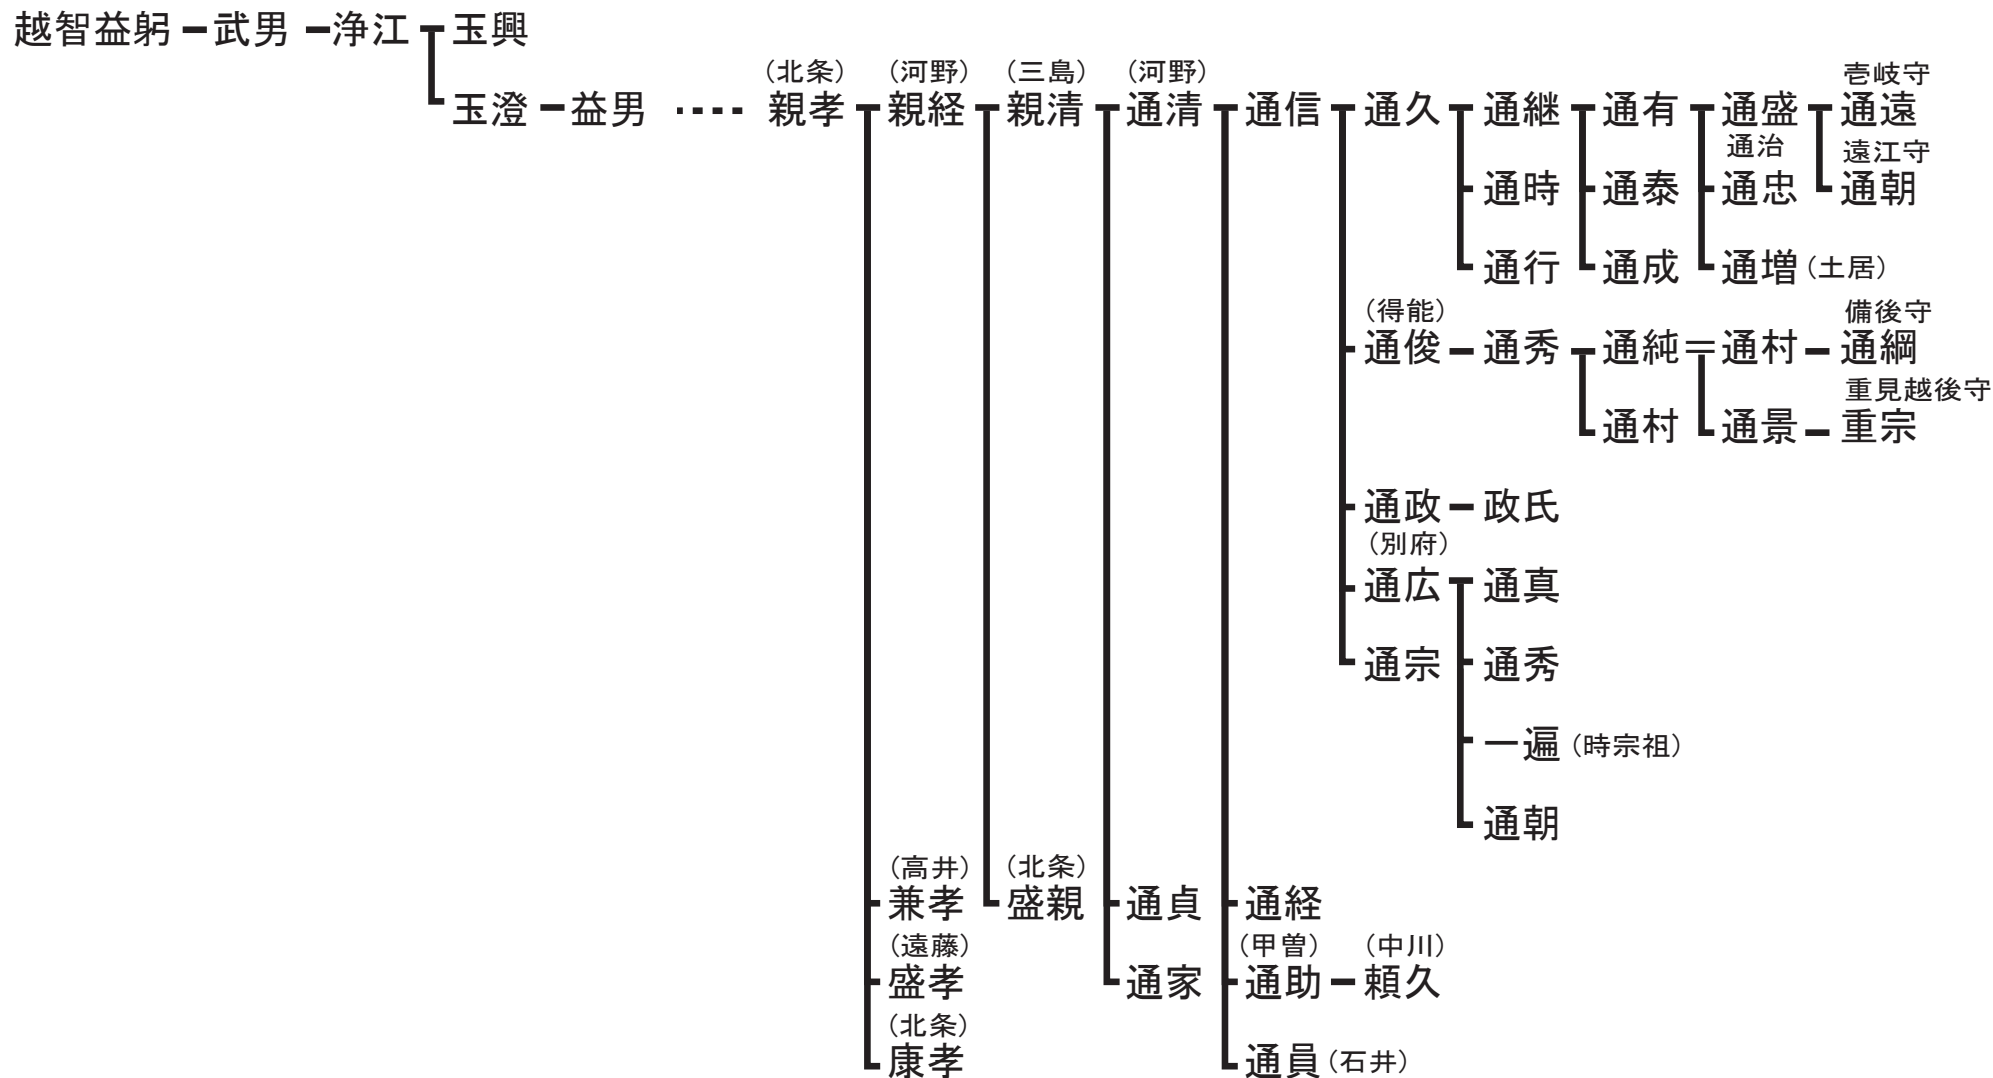 越智益躬 武男 浄江 玉興
(北条) (河野) (三島) (河野) 壱岐守
玉澄 益男 親孝 親経 親清 通清 通信 通久 通継 通有 通盛 通遠
通治 遠江守
通時 通泰 通忠 通朝
通行 通成 通増(土居)
(得能) 備後守
通俊 通秀 通純=通村 通綱
重見越後守
通村 通景 重宗
通政 政氏
(別府)
通広 通真
通宗 通秀
一遍(時宗祖)
通朝
(高井) (北条)
兼孝 盛親 通貞 通経
(遠藤) (甲曽) (中川)
盛孝 通家 通助 頼久
(北条)
康孝 通員(石井)